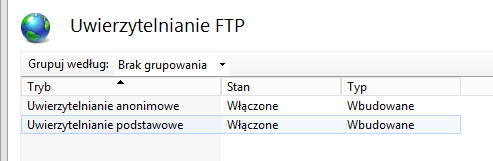 Uwierzytelnianie FTP
Grupuj według: Brak grupowania
Tryb Stan Typ
Uwierzytelnianie anonimowe Włączone Wbudowane
Uwierzytelnianie podstawowe Włączone Wbudowane